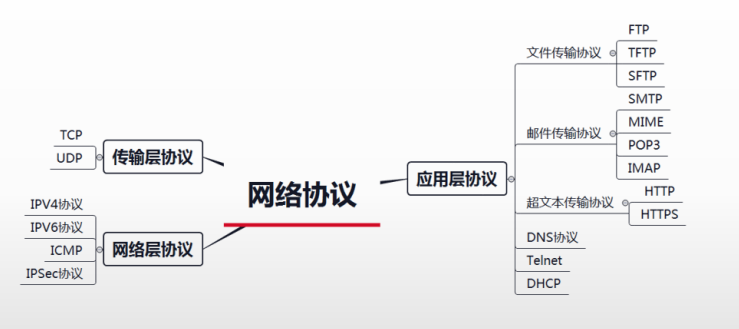 网络协议
传输层协议
TCP
UDP
网络层协议
IPV4协议
IPV6协议
ICMP
IPSec协议
应用层协议
文件传输协议
FTP
TFTP
SFTP
邮件传输协议
SMTP
MIME
POP3
IMAP
超文本传输协议
HTTP
HTTPS
DNS协议
Telnet
DHCP